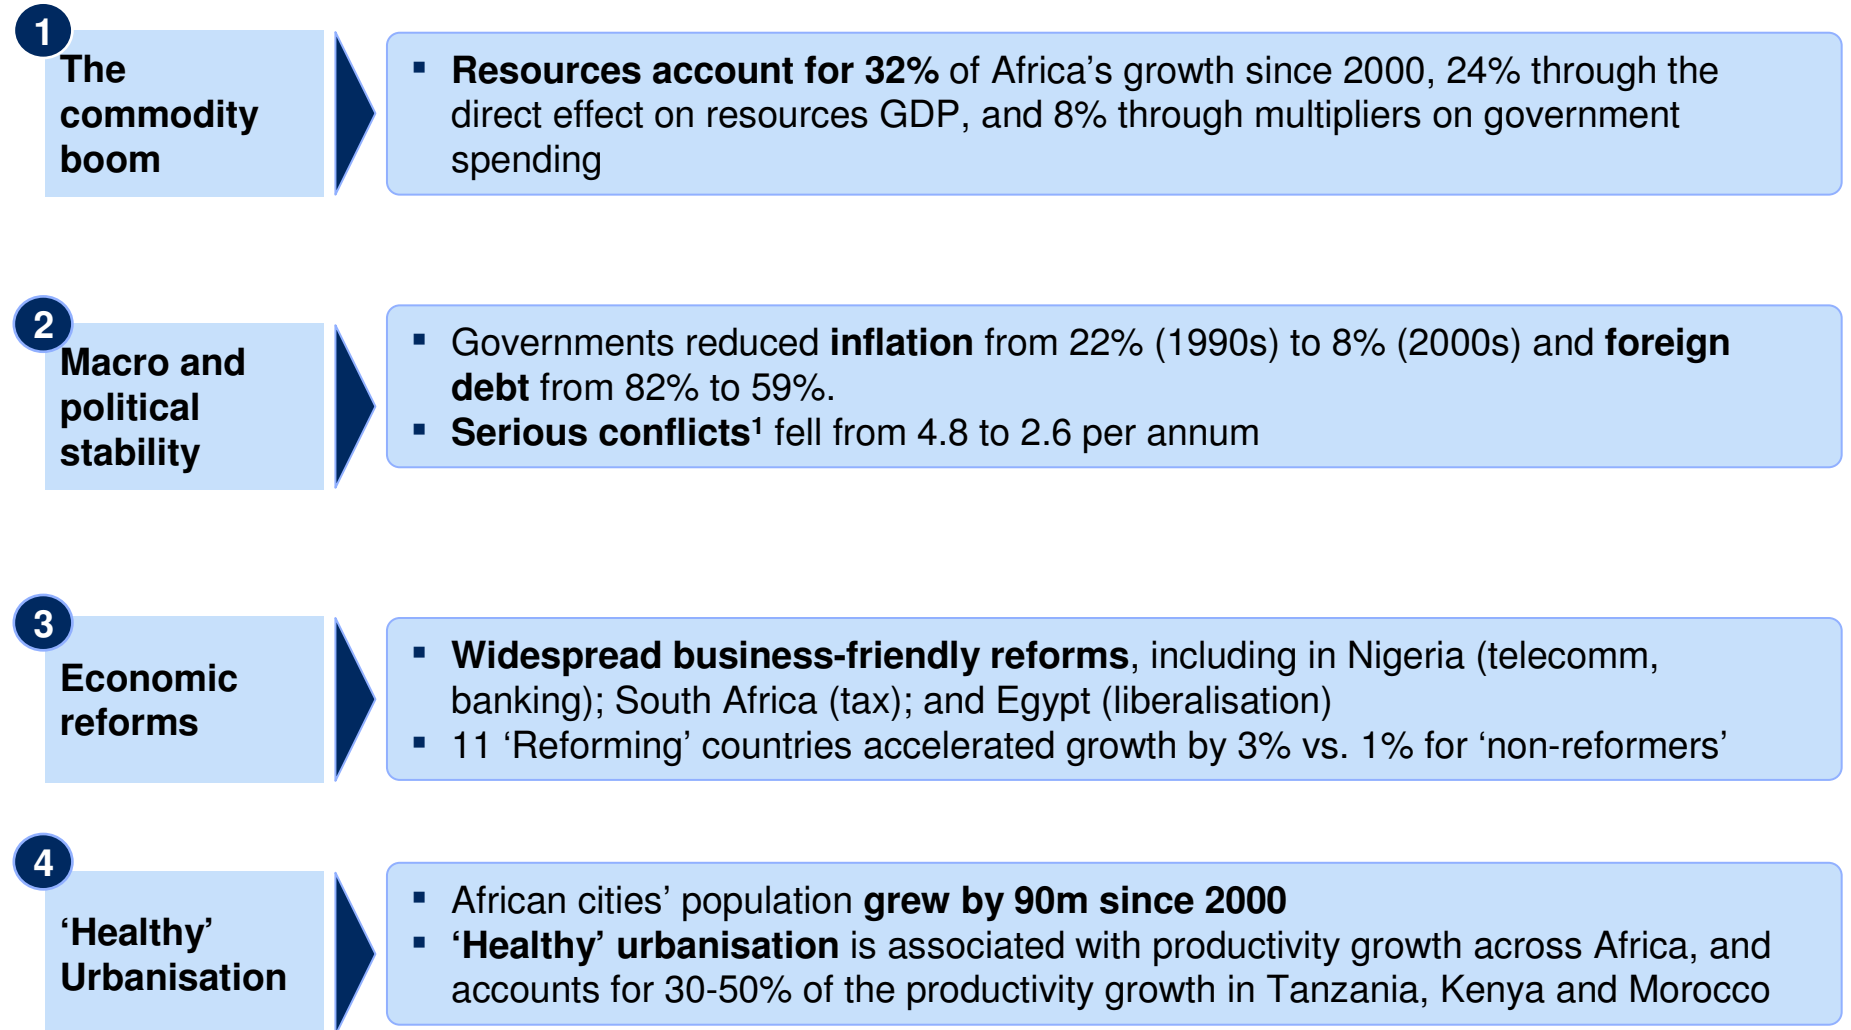 1
The
commodity
boom
▪ Resources account for 32% of Africa’s growth since 2000, 24% through the
direct effect on resources GDP, and 8% through multipliers on government
spending
2
Macro and
political
stability
▪ Governments reduced inflation from 22% (1990s) to 8% (2000s) and foreign
debt from 82% to 59%.
▪ Serious conflicts¹ fell from 4.8 to 2.6 per annum
3
Economic
reforms
▪ Widespread business-friendly reforms, including in Nigeria (telecomm,
banking); South Africa (tax); and Egypt (liberalisation)
▪ 11 ‘Reforming’ countries accelerated growth by 3% vs. 1% for ‘non-reformers’
4
‘Healthy’
Urbanisation
▪ African cities’ population grew by 90m since 2000
▪ ‘Healthy’ urbanisation is associated with productivity growth across Africa, and
accounts for 30-50% of the productivity growth in Tanzania, Kenya and Morocco